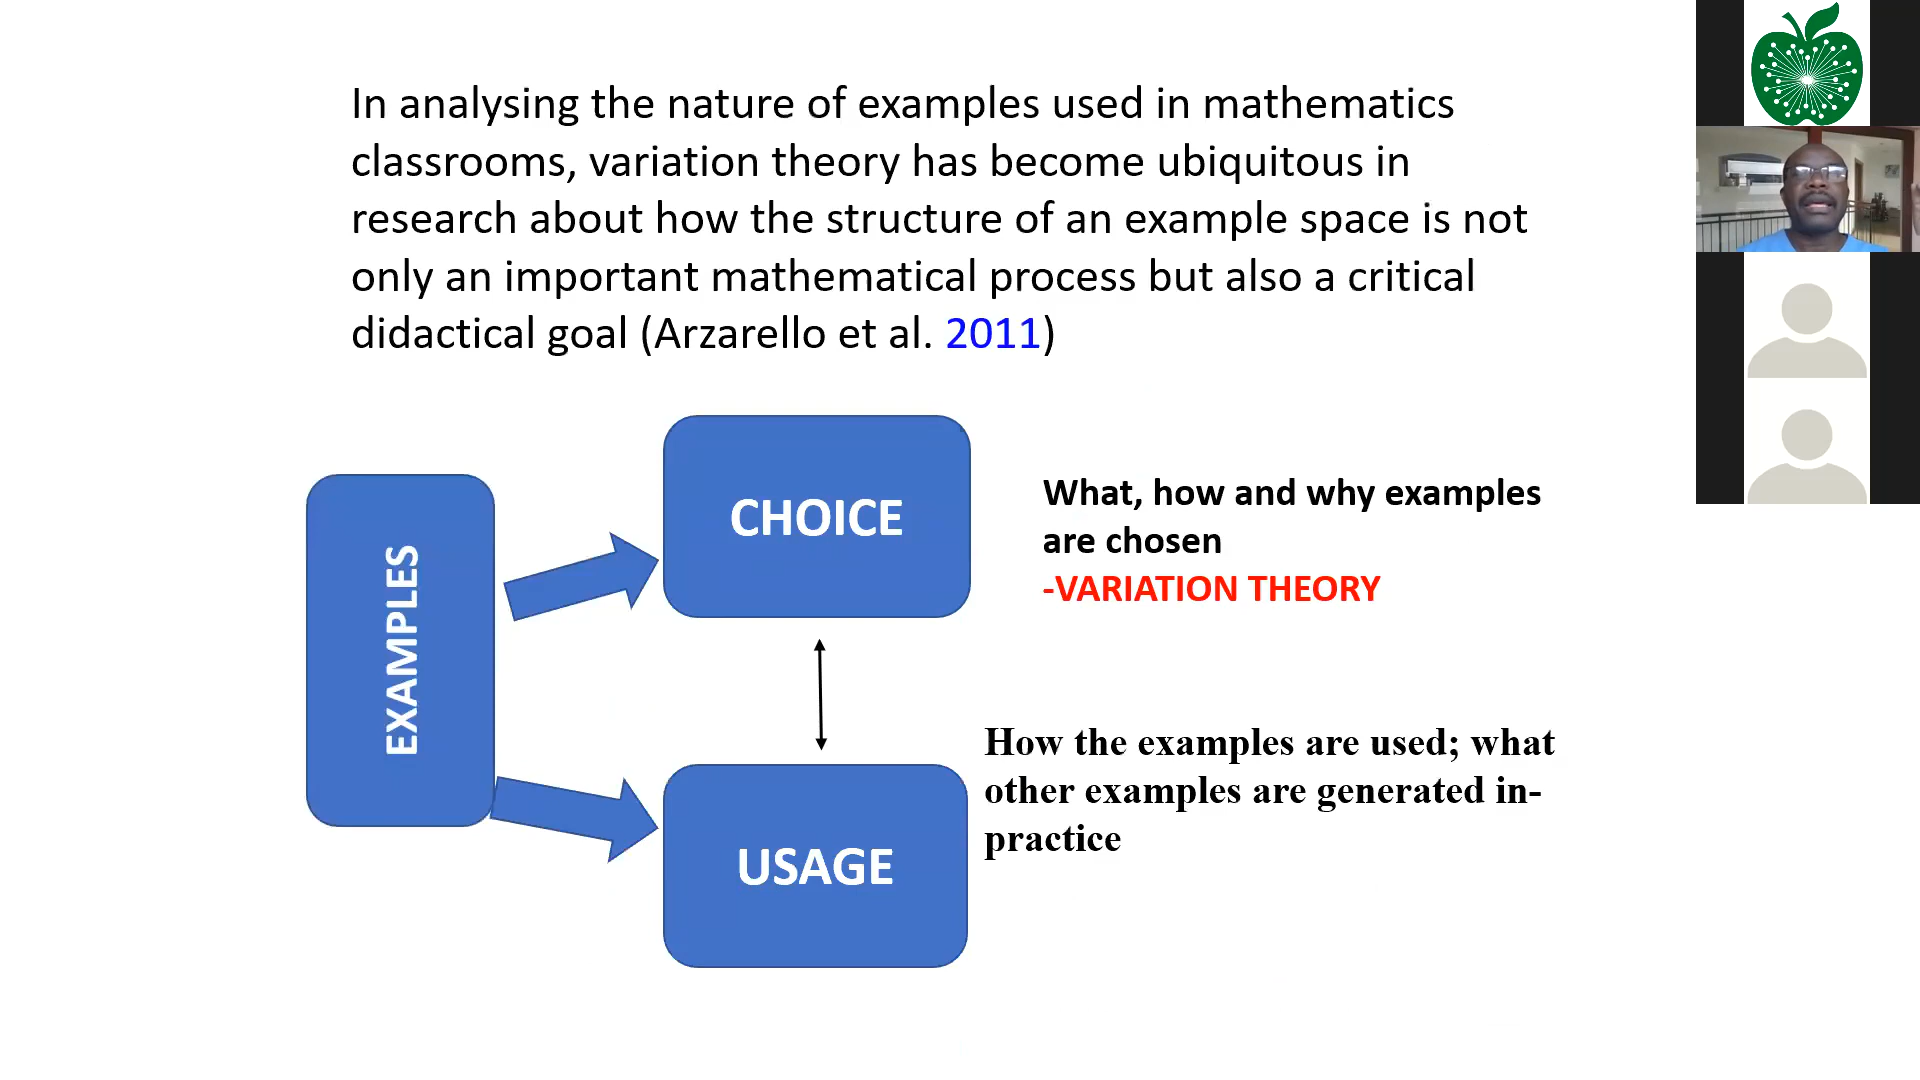 In analysing the nature of examples used in mathematics
classrooms, variation theory has become ubiquitous in
research about how the structure of an example space is not
only an important mathematical process but also a critical
didactical goal (Arzarello et al. 2011)
EXAMPLES
CHOICE
What, how and why examples
are chosen
-VARIATION THEORY
How the examples are used; what
other examples are generated in-
practice
USAGE